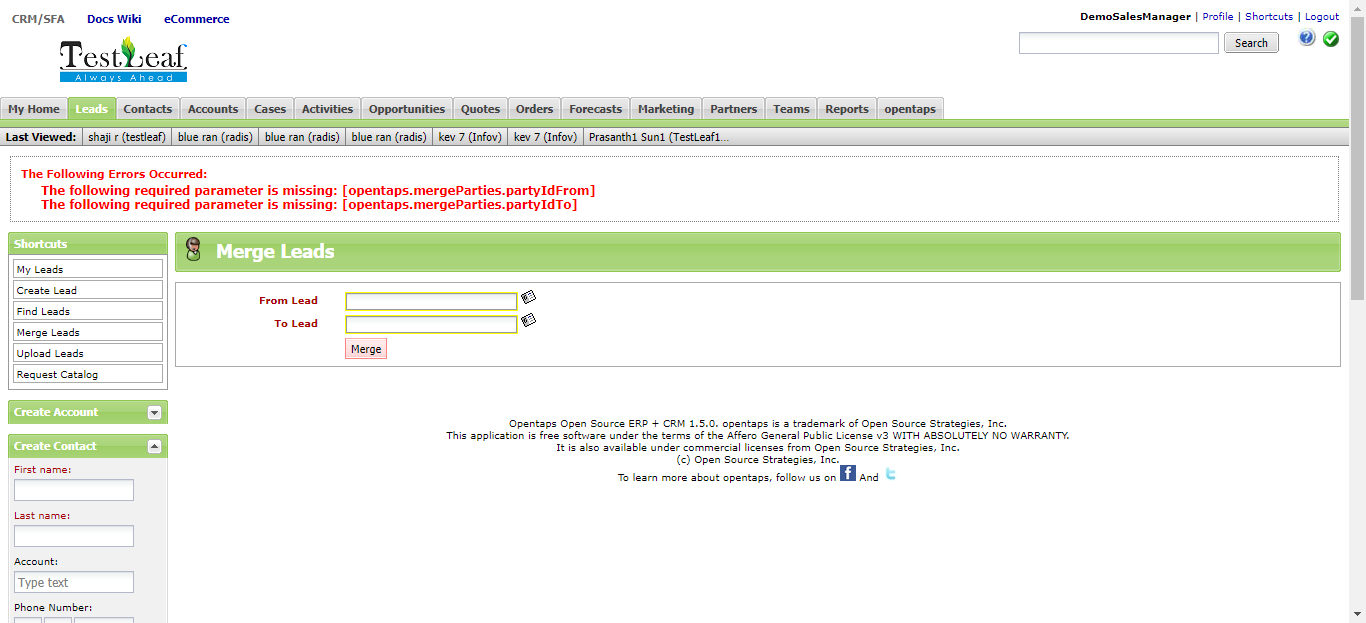 CRM/SFA Docs Wiki eCommerce
DemoSalesManager | Profile | Shortcuts | Logout
TestLeaf
Always Ahead
Search
My Home Leads Contacts Accounts Cases Activities Opportunities Quotes Orders Forecasts Marketing Partners Teams Reports opentaps
Last Viewed: shaji r (testleaf) blue ran (radis) blue ran (radis) blue ran (radis) kev 7 (Infov) kev 7 (Infov) Prasanth1 Sun1 (TestLeaf1...
The Following Errors Occurred:
The following required parameter is missing: [opentaps.mergeParties.partyIdFrom]
The following required parameter is missing: [opentaps.mergeParties.partyIdTo]
Shortcuts
My Leads
Create Lead
Find Leads
Merge Leads
Upload Leads
Request Catalog
Create Account
Create Contact
First name:
Last name:
Account:
Type text
Phone Number:
Merge Leads
From Lead
To Lead
Merge
Opentaps Open Source ERP + CRM 1.5.0. opentaps is a trademark of Open Source Strategies, Inc.
This application is free software under the terms of the Affero General Public License v3 WITH ABSOLUTELY NO WARRANTY.
It is also available under commercial licenses from Open Source Strategies, Inc.
(c) Open Source Strategies, Inc.
To learn more about opentaps, follow us on f And t